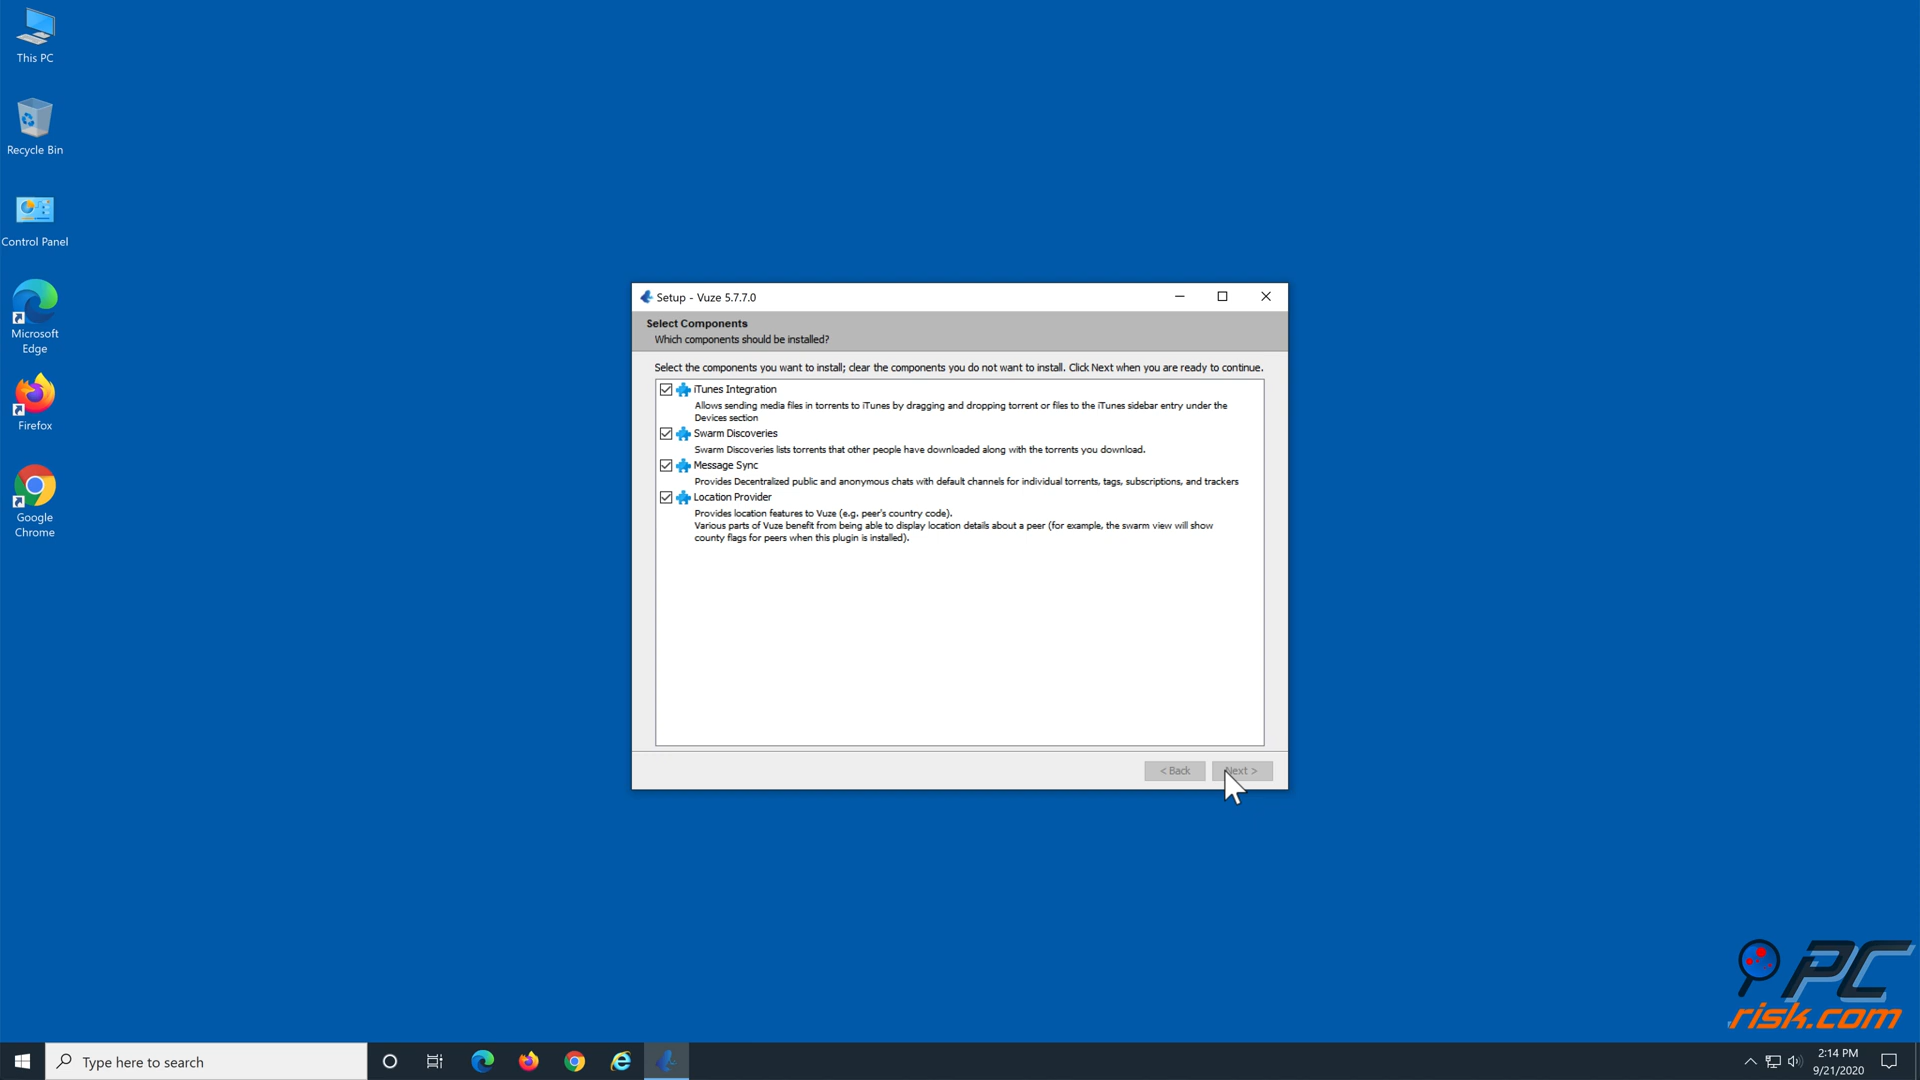 This PC
Recycle Bin
Control Panel
Microsoft
Edge
Firefox
Google
Chrome
Setup - Vuze 5.7.7.0
Select Components
Which components should be installed?
Select the components you want to install; clear the components you do not want to install. Click Next when you are ready to continue.
iTunes Integration
Allows sending media files in torrents to iTunes by dragging and dropping torrent or files to the iTunes sidebar entry under the
Devices section
Swarm Discoveries
Swarm Discoveries lists torrents that other people have downloaded along with the torrents you download.
Message Sync
Provides Decentralized public and anonymous chats with default channels for individual torrents, tags, subscriptions, and trackers
Location Provider
Provides location features to Vuze (e.g. peer's country code).
Various parts of Vuze benefit from being able to display location details about a peer (for example, the swarm view will show
county flags for peers when this plugin is installed).
< Back
Next >
PC
risk.com
Type here to search
2:14 PM
9/21/2020